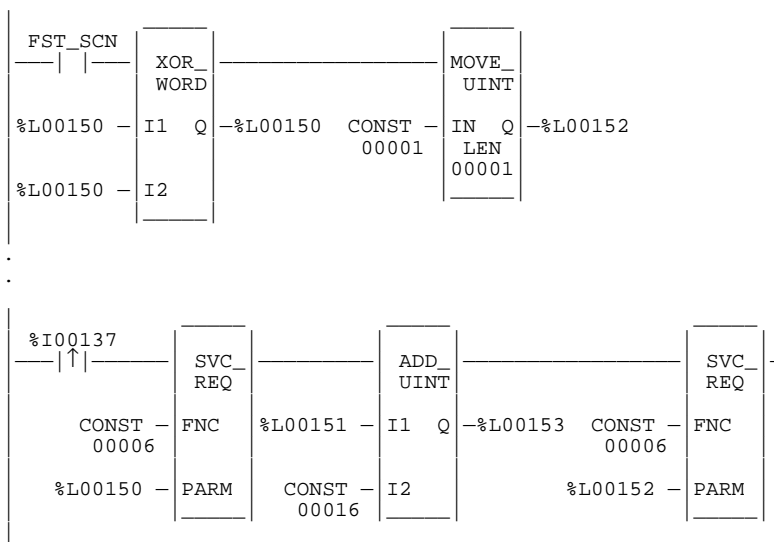 FST_SCN
XOR_ MOVE_
WORD UINT
%L00150 I1 Q %L00150 CONST IN Q %L00152
00001 LEN
00001
%L00150 I2
.
.
%I00137
↑ SVC_ ADD_ SVC_
REQ UINT REQ
CONST FNC %L00151 I1 Q %L00153 CONST FNC
00006 00006
%L00150 PARM CONST I2 %L00152 PARM
00016